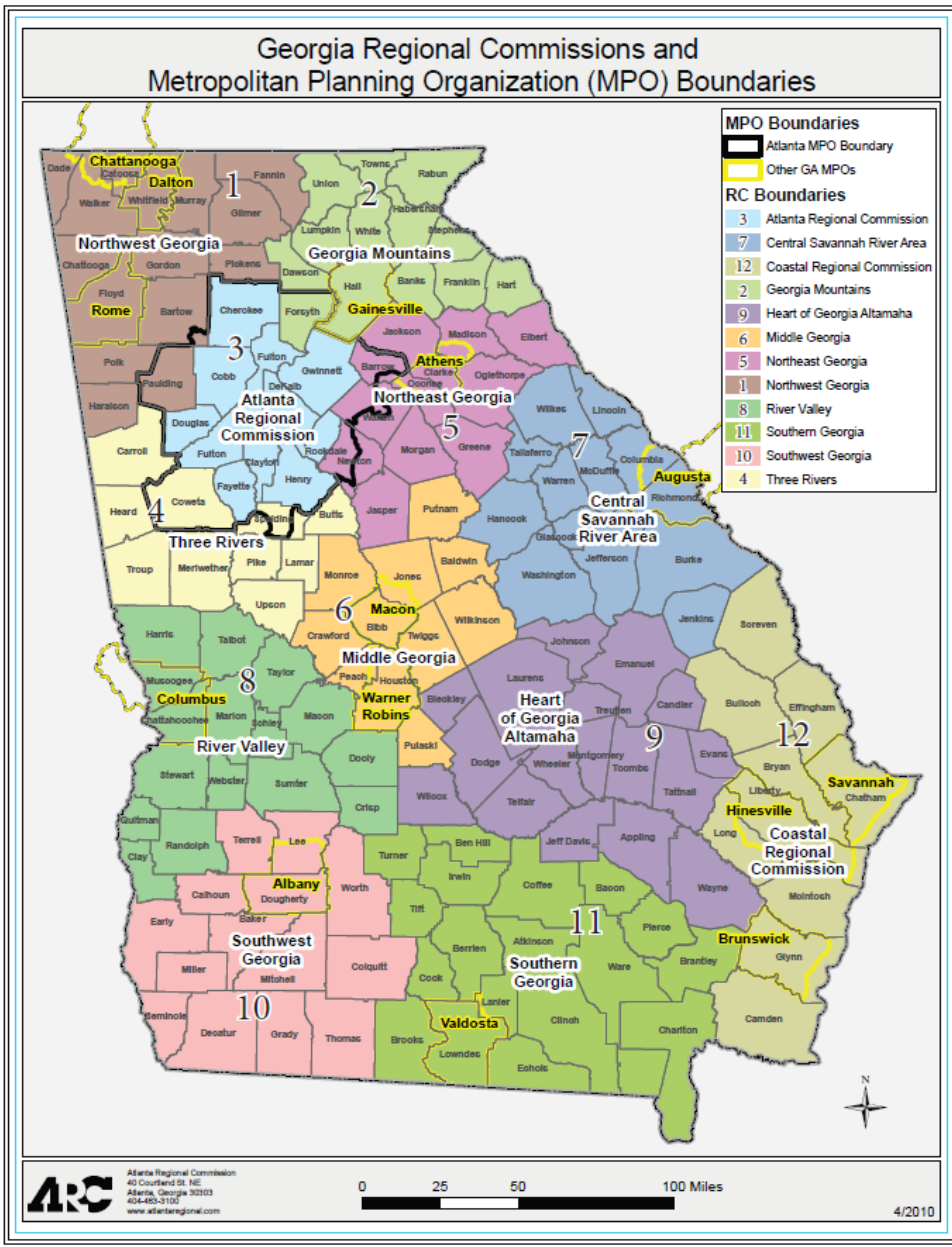 Georgia Regional Commissions and
Metropolitan Planning Organization (MPO) Boundaries
MPO Boundaries
Atlanta MPO Boundary
Other GA MPOs
RC Boundaries
3 Atlanta Regional Commission
7 Central Savannah River Area
12 Coastal Regional Commission
2 Georgia Mountains
9 Heart of Georgia Altamaha
6 Middle Georgia
5 Northeast Georgia
1 Northwest Georgia
8 River Valley
11 Southern Georgia
10 Southwest Georgia
4 Three Rivers
Chattanooga
Dade
Catoosa
Dalton
Walker
Whitfield
Murray
1
Fannin
Gilmer
Northwest Georgia
Chattooga
Gordon
Pickens
Floyd
Rome
Bartow
Polk
Paulding
Haralson
Towns
Rabun
Union
2
Habersham
Lumpkin
White
Stephens
Georgia Mountains
Dawson
Hall
Banks
Franklin
Hart
Forsyth
Gainesville
Cherokee
3
Fulton
Cobb
Gwinnett
DeKalb
Atlanta
Regional
Commission
Douglas
Fulton
Clayton
Rockdale
Fayette
Henry
Jackson
Madison
Elbert
Barrow
Athens
Clarke
Oconee
Oglethorpe
Northeast Georgia
Walton
5
Morgan
Greene
Newton
Jasper
Carroll
Heard
4
Coweta
Spalding
Butts
Three Rivers
Troup
Meriwether
Pike
Lamar
Upson
Wilkes
Lincoln
7
Taliaferro
McDuffie
Columbia
Augusta
Warren
Richmond
Central
Savannah
River Area
Hancock
Glascock
Jefferson
Burke
Washington
Jenkins
Putnam
Baldwin
Monroe
Jones
6
Macon
Bibb
Wilkinson
Crawford
Twiggs
Middle Georgia
Peach
Houston
Warner
Robins
Pulaski
Harris
Talbot
Taylor
Muscogee
8
Columbus
Chattahoochee
Marion
Schley
Macon
River Valley
Dooly
Stewart
Webster
Sumter
Crisp
Quitman
Randolph
Clay
Johnson
Emanuel
Laurens
Bleckley
Heart
of Georgia
Altamaha
Treutlen
Candler
9
Dodge
Wheeler
Montgomery
Toombs
Evans
Tattnall
Wilcox
Telfair
Jeff Davis
Appling
Wayne
Screven
Bulloch
Effingham
12
Bryan
Savannah
Chatham
Liberty
Hinesville
Long
Coastal
Regional
Commission
McIntosh
Brunswick
Glynn
Camden
Terrell
Lee
Albany
Worth
Calhoun
Dougherty
Early
Baker
Southwest
Georgia
Colquitt
Miller
Mitchell
10
Seminole
Decatur
Grady
Thomas
Turner
Ben Hill
Irwin
Coffee
Bacon
Tift
11
Pierce
Berrien
Atkinson
Southern
Georgia
Ware
Brantley
Cook
Lanier
Valdosta
Clinch
Charlton
Brooks
Lowndes
Echols
N
ARC
Atlanta Regional Commission
40 Courtland St. NE
Atlanta, Georgia 30303
404-463-3100
www.atlantaregional.com
0 25 50 100 Miles
4/2010